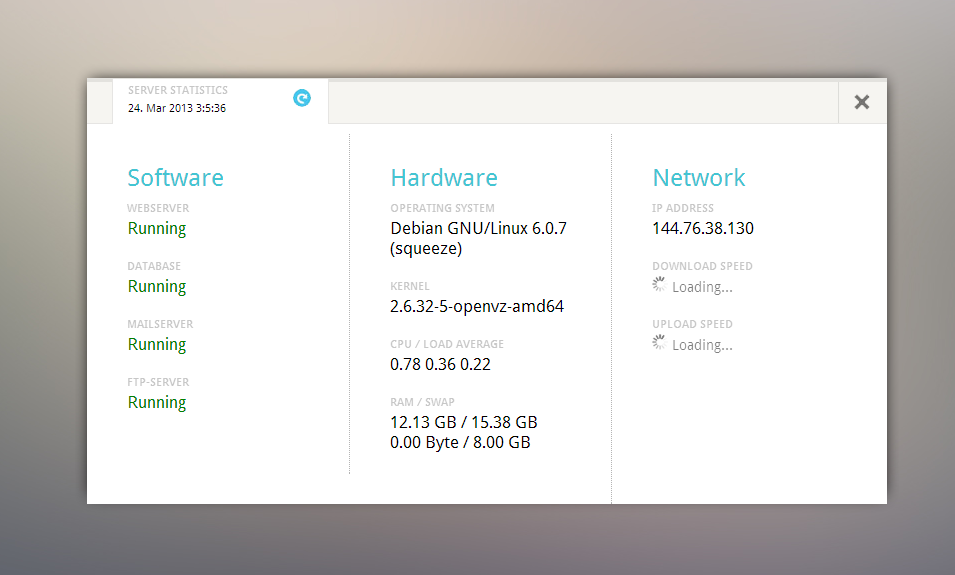 SERVER STATISTICS
24. Mar 2013 3:5:36
Software
WEBSERVER
Running
DATABASE
Running
MAILSERVER
Running
FTP-SERVER
Running
Hardware
OPERATING SYSTEM
Debian GNU/Linux 6.0.7
(squeeze)
KERNEL
2.6.32-5-openvz-amd64
CPU / LOAD AVERAGE
0.78 0.36 0.22
RAM / SWAP
12.13 GB / 15.38 GB
0.00 Byte / 8.00 GB
Network
IP ADDRESS
144.76.38.130
DOWNLOAD SPEED
Loading...
UPLOAD SPEED
Loading...